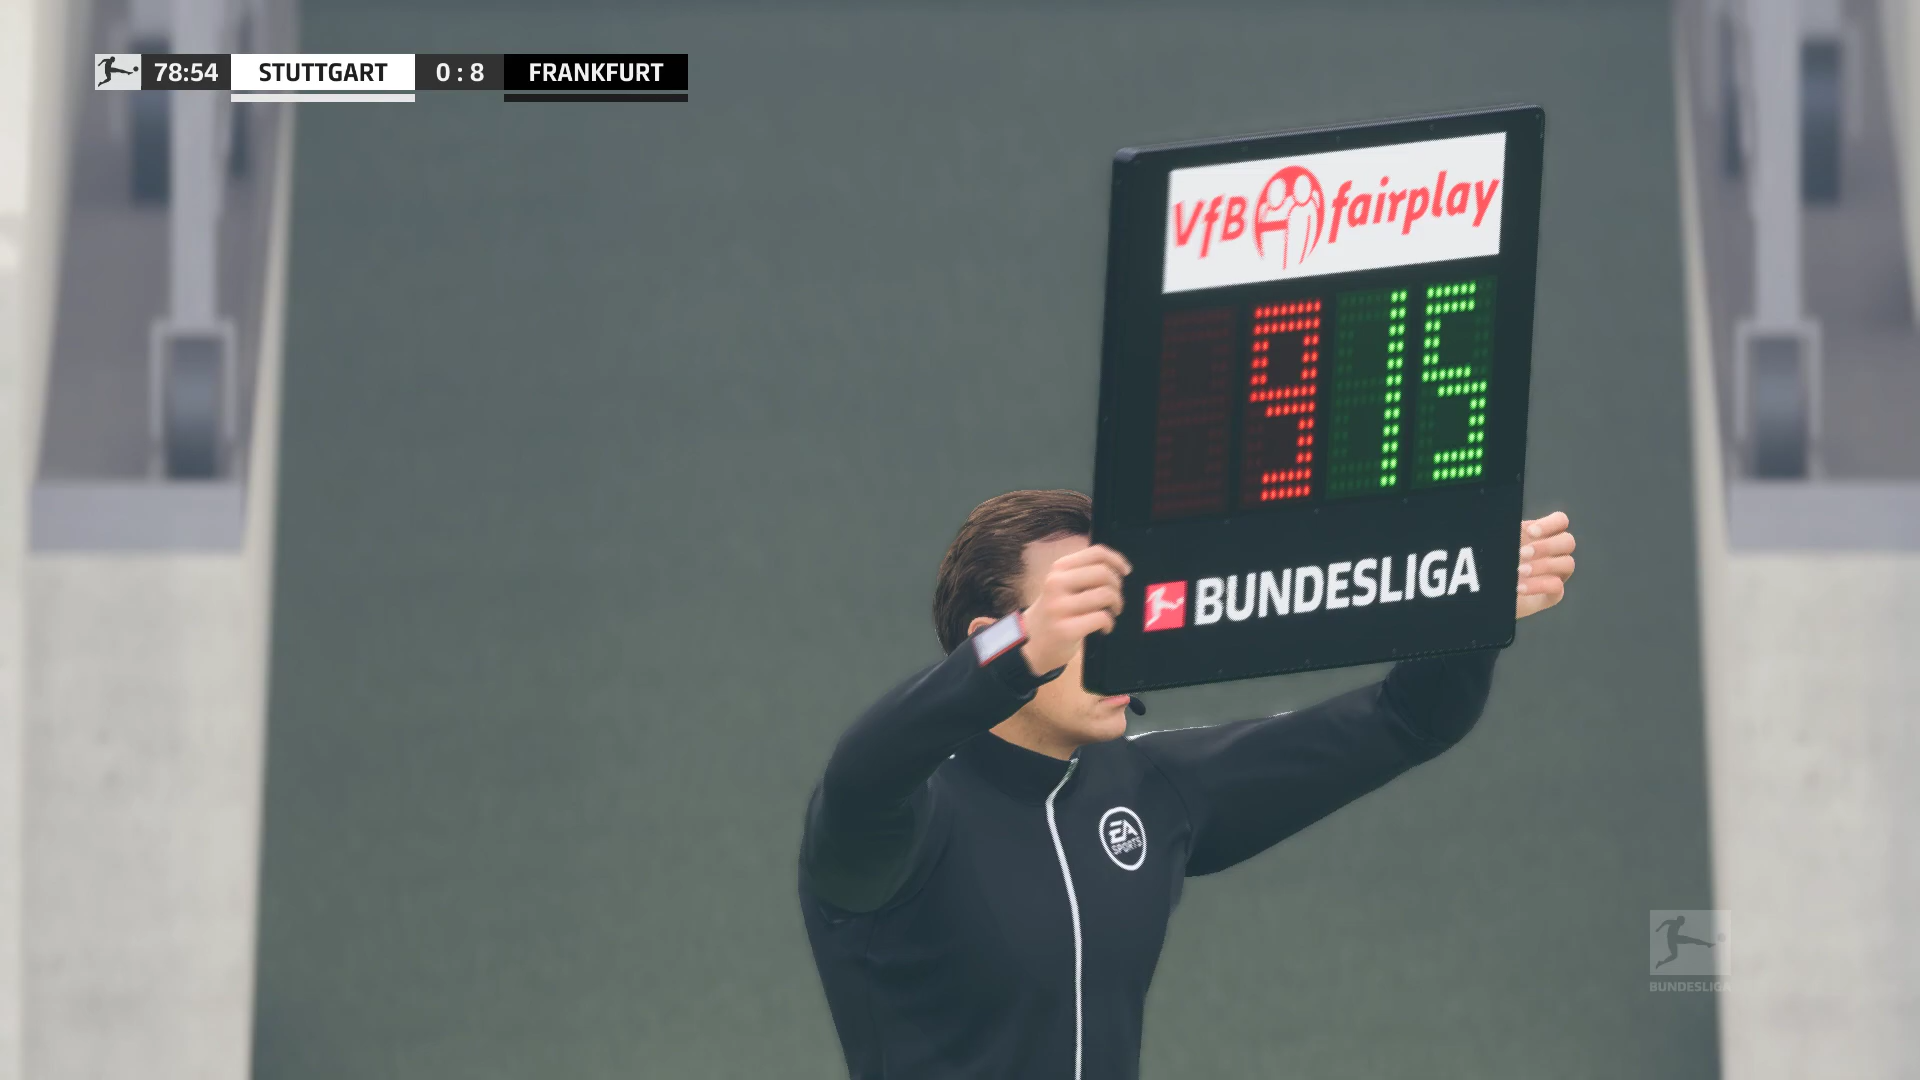 78:54 STUTTGART 0 : 8 FRANKFURT
VfB fairplay
9 15
BUNDESLIGA
EA
SPORTS
BUNDESLIGA